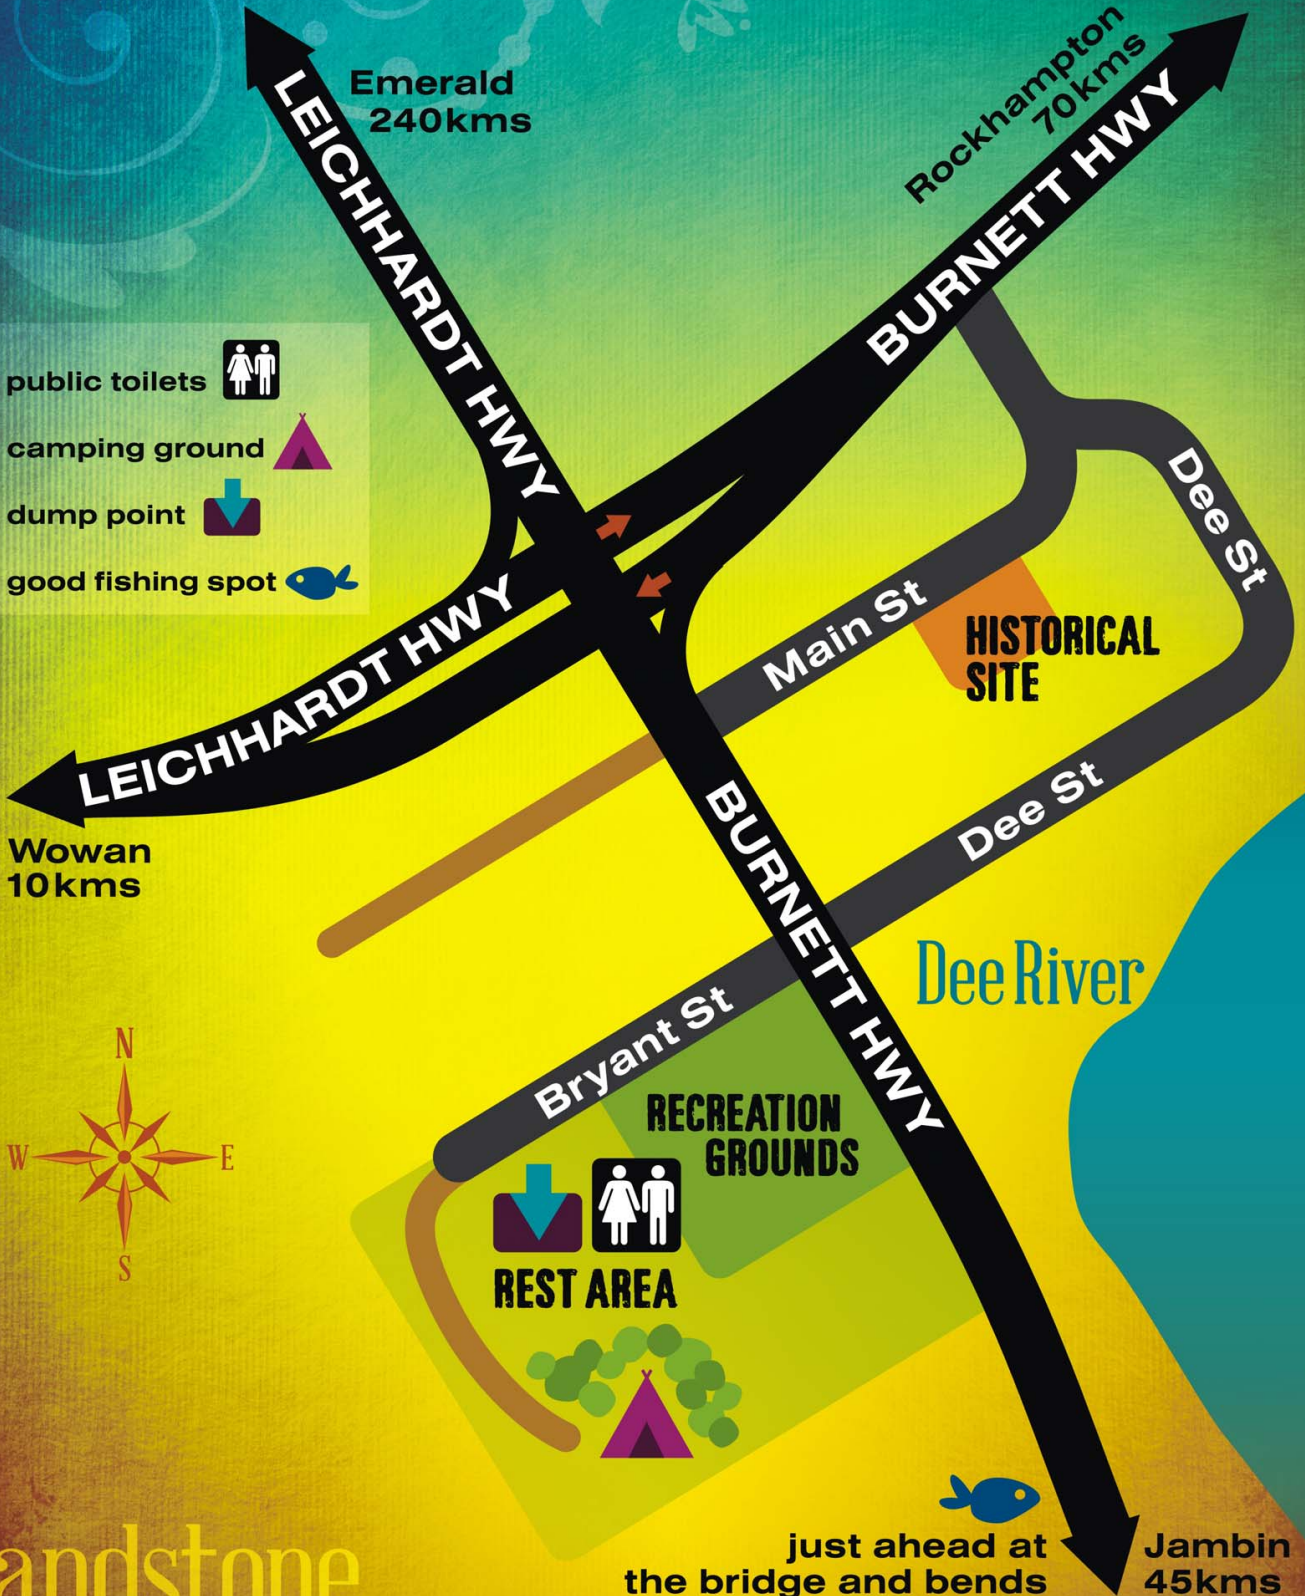 Emerald
240kms
Rockhampton
70kms
LEICHHARDT HWY
BURNETT HWY
public toilets
camping ground
dump point
good fishing spot
Dee St
Main St
HISTORICAL
SITE
LEICHHARDT HWY
Wowan
10kms
BURNETT HWY
Dee St
Dee River
Bryant St
N
W
E
S
RECREATION
GROUNDS
REST AREA
just ahead at
the bridge and bends
Jambin
45kms
andstone